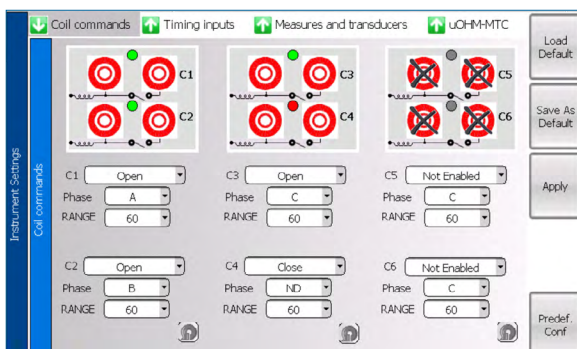 Coil commands Timing inputs Measures and transducers uOHM-MTC
Load
Default
Save As
Default
Apply
Predef.
Conf
Instrument Settings
Coil commands
C1 C3 C5
C2 C4 C6
C1 Open C3 Open C5 Not Enabled
Phase A Phase C Phase C
RANGE 60 RANGE 60 RANGE 60
C2 Open C4 Close C6 Not Enabled
Phase B Phase ND Phase C
RANGE 60 RANGE 60 RANGE 60